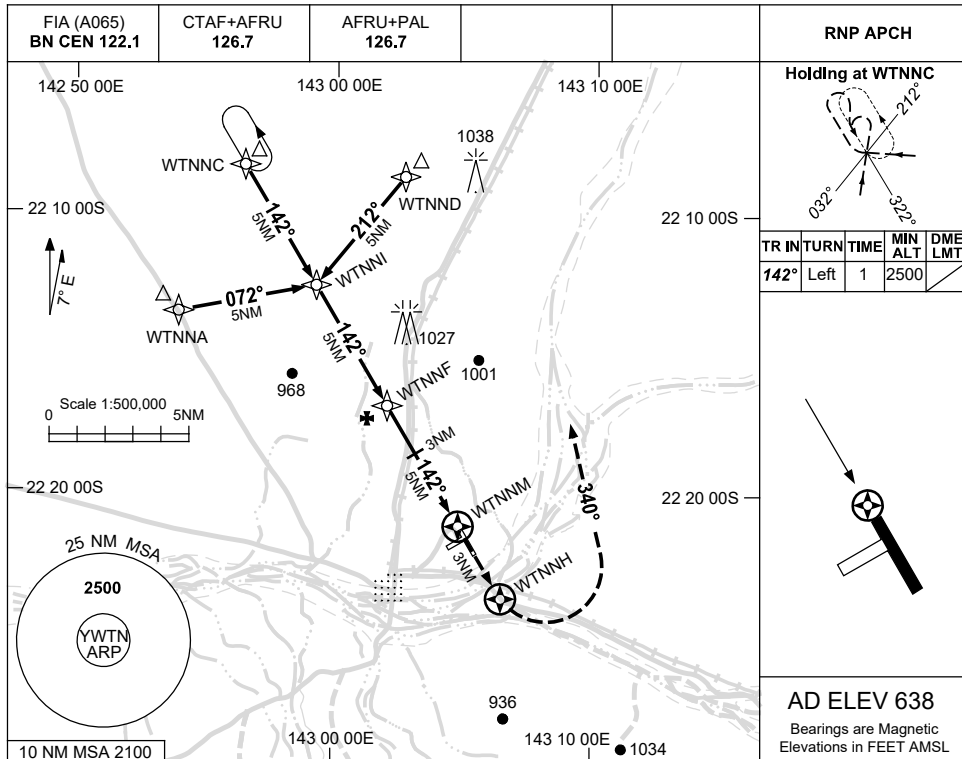 FIA (A065)
BN CEN 122.1
CTAF+AFRU
126.7
AFRU+PAL
126.7
RNP APCH
142 50 00E
143 00 00E
143 10 00E
Holding at WTNNC
212°
032°
322°
TR IN TURN TIME MIN ALT DME LMT
142° Left 1 2500
1038
WTNNC
WTNND
22 10 00S
22 10 00S
142°
5NM
212°
5NM
WTNNI
7° E
072°
5NM
WTNNA
142°
5NM
1027
WTNNF
968
1001
Scale 1:500,000
0 5NM
3NM
142°
5NM
340°
22 20 00S
22 20 00S
WTNNM
3NM
WTNNH
25 NM MSA
2500
YWTN
ARP
936
1034
143 00 00E
143 10 00E
10 NM MSA 2100
AD ELEV 638
Bearings are Magnetic
Elevations in FEET AMSL